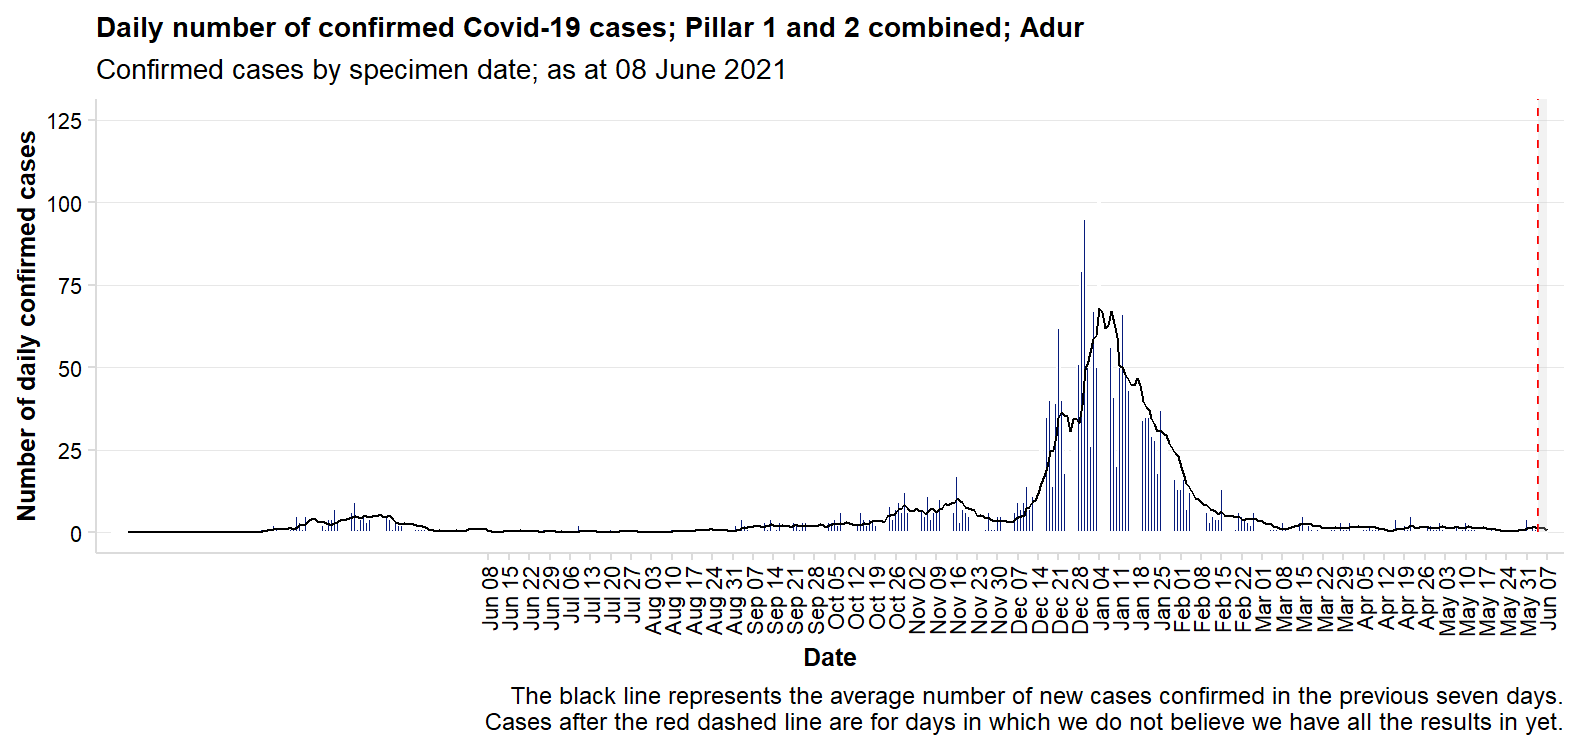 Daily number of confirmed Covid-19 cases; Pillar 1 and 2 combined; Adur
Confirmed cases by specimen date; as at 08 June 2021
Number of daily confirmed cases
125
100
75
50
25
0
Jun 08
Jun 15
Jun 22
Jun 29
Jul 06
Jul 13
Jul 20
Jul 27
Aug 03
Aug 10
Aug 17
Aug 24
Aug 31
Sep 07
Sep 14
Sep 21
Sep 28
Oct 05
Oct 12
Oct 19
Oct 26
Nov 02
Nov 09
Nov 16
Nov 23
Nov 30
Dec 07
Dec 14
Dec 21
Dec 28
Jan 04
Jan 11
Jan 18
Jan 25
Feb 01
Feb 08
Feb 15
Feb 22
Mar 01
Mar 08
Mar 15
Mar 22
Mar 29
Apr 05
Apr 12
Apr 19
Apr 26
May 03
May 10
May 17
May 24
May 31
Jun 07
Date
The black line represents the average number of new cases confirmed in the previous seven days.
Cases after the red dashed line are for days in which we do not believe we have all the results in yet.